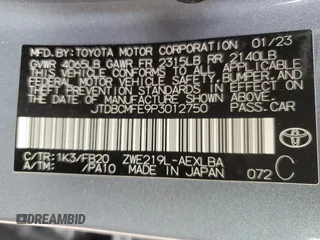 MFD. BY: TOYOTA MOTOR CORPORATION 01/23
GVWR 4065LB GAWR FR 2315LB RR 2140LB
THIS VEHICLE CONFORMS TO ALL APPLICABLE
FEDERAL MOTOR VEHICLE SAFETY, BUMPER, AND
THEFT PREVENTION STANDARDS IN EFFECT ON
THE DATE OF MANUFACTURE SHOWN ABOVE.
JTDBCMFE9P3012750 PASS. CAR
C/TR: 1K3/FB20 ZWE219L-AEXLBA
A/TM: /PA10 MADE IN JAPAN 072 C
TOYOTA
DREAMBID